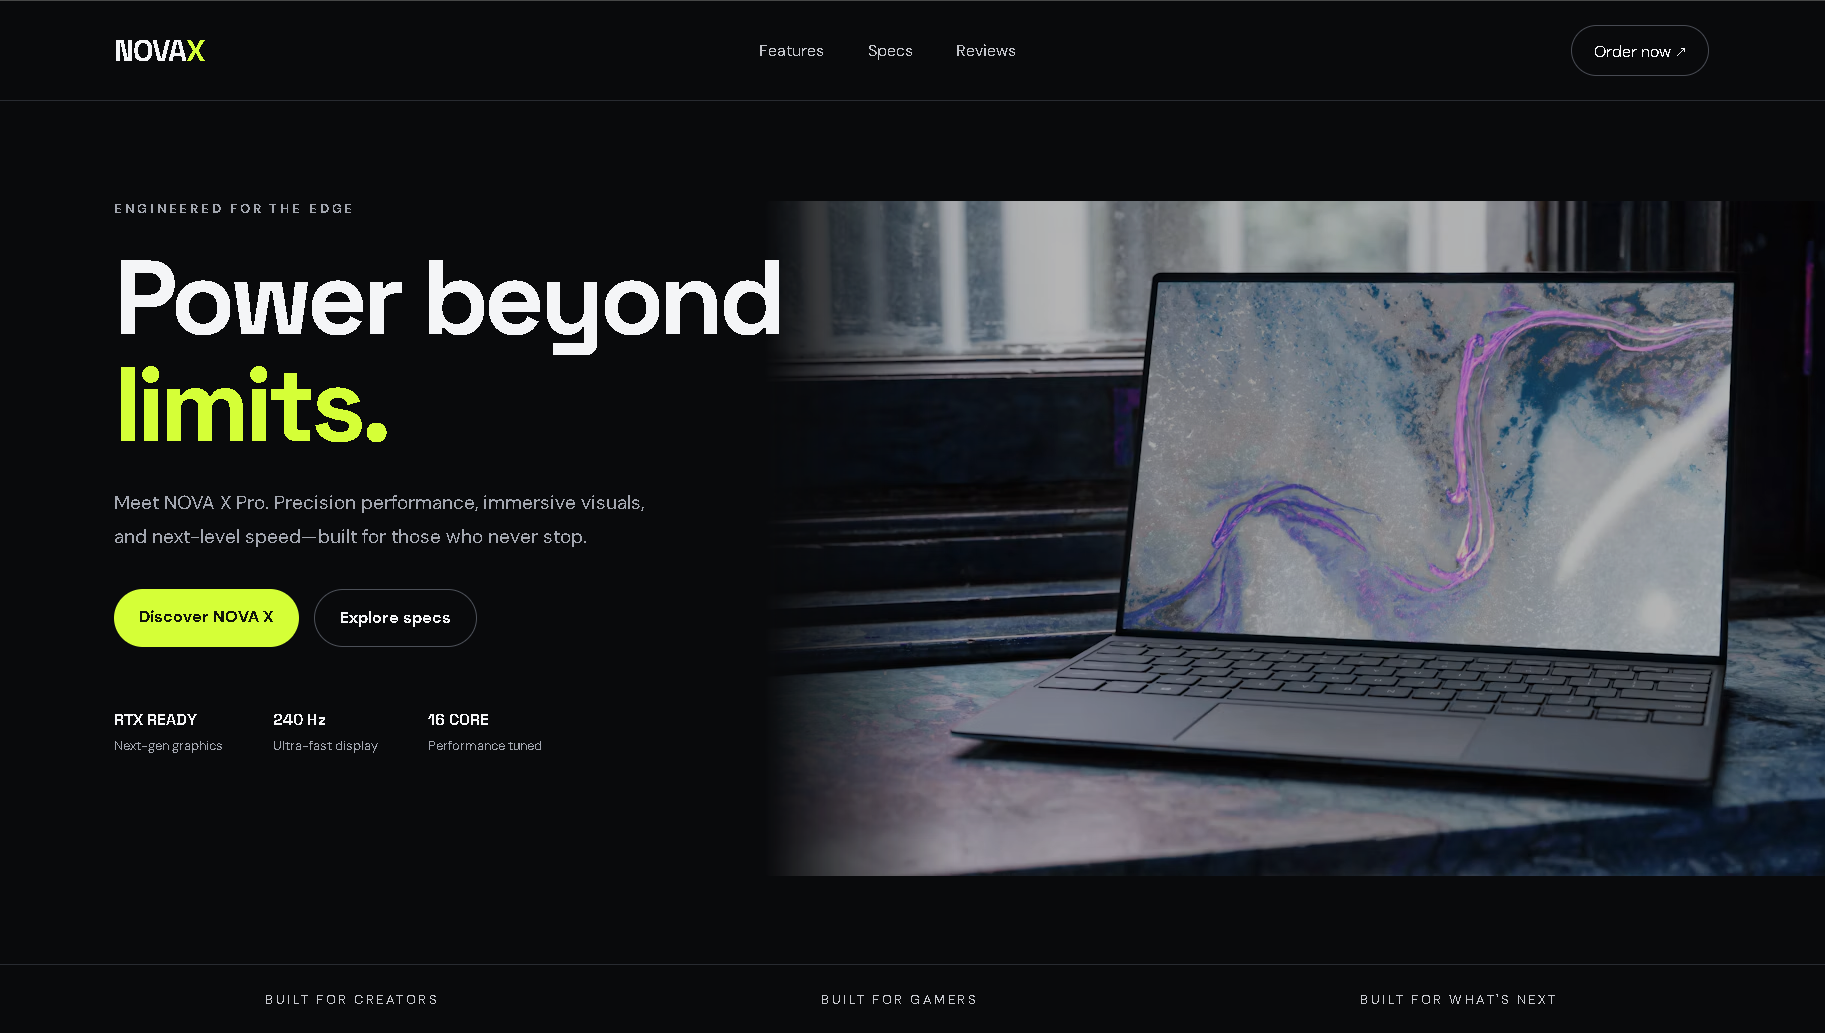 NOVAX
Features Specs Reviews
Order now ↗
ENGINEERED FOR THE EDGE
Power beyond
limits.
Meet NOVA X Pro. Precision performance, immersive visuals,
and next-level speed—built for those who never stop.
Discover NOVA X Explore specs
RTX READY 240 Hz 16 CORE
Next-gen graphics Ultra-fast display Performance tuned
BUILT FOR CREATORS BUILT FOR GAMERS BUILT FOR WHAT'S NEXT